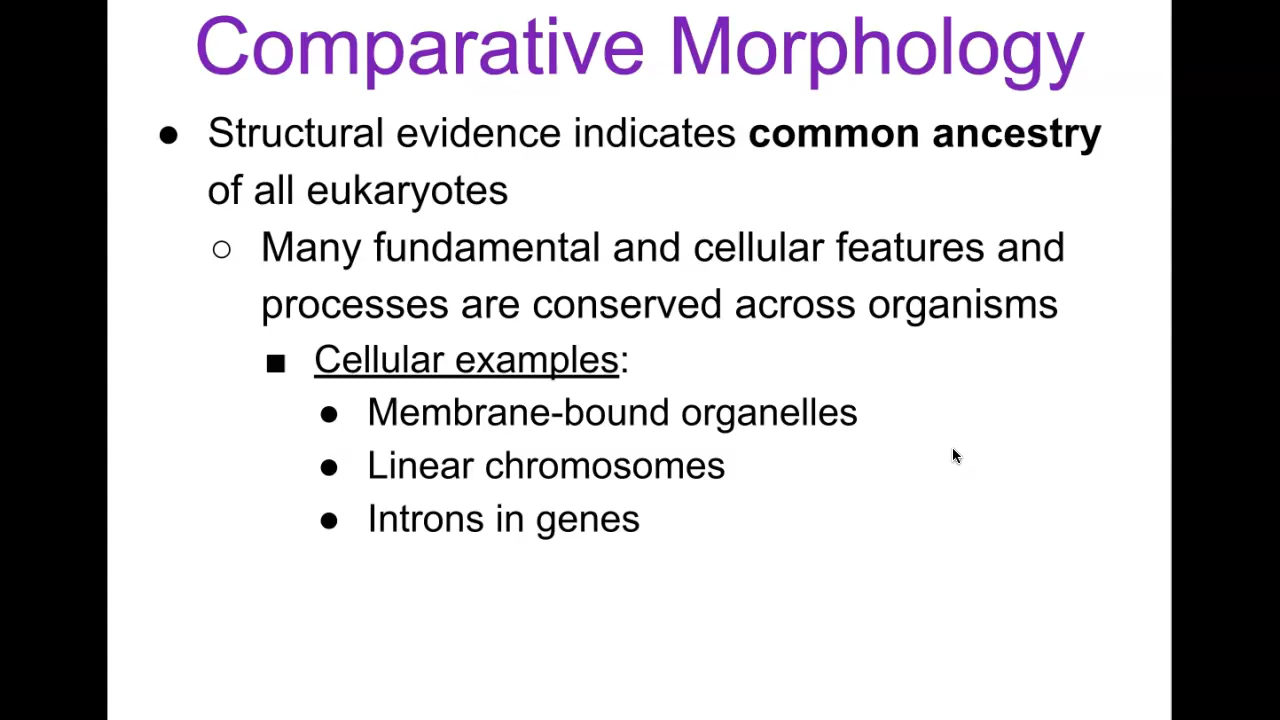 Comparative Morphology
● Structural evidence indicates common ancestry
of all eukaryotes
○ Many fundamental and cellular features and
processes are conserved across organisms
■ Cellular examples:
● Membrane-bound organelles
● Linear chromosomes
● Introns in genes